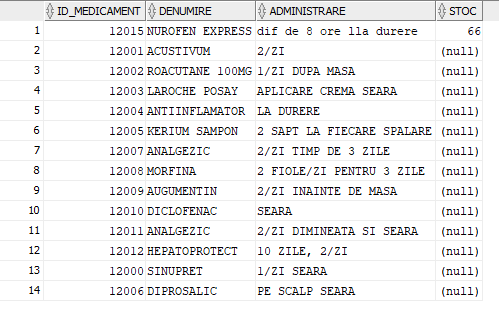 ID_MEDICAMENT DENUMIRE ADMINISTRARE STOC
1 12015 NUROFEN EXPRESS dif de 8 ore lla durere 66
2 12001 ACUSTIVUM 2/ZI (null)
3 12002 ROACUTANE 100MG 1/ZI DUPA MASA (null)
4 12003 LAROCHE POSAY APLICARE CREMA SEARA (null)
5 12004 ANTIINFLAMATOR LA DURERE (null)
6 12005 KERIUM SAMPON 2 SAPT LA FIECARE SPALARE (null)
7 12007 ANALGEZIC 2/ZI TIMP DE 3 ZILE (null)
8 12008 MORFINA 2 FIOLE/ZI PENTRU 3 ZILE (null)
9 12009 AUGUMENTIN 2/ZI INAINTE DE MASA (null)
10 12010 DICLOFENAC SEARA (null)
11 12011 ANALGEZIC 2/ZI DIMINEATA SI SEARA (null)
12 12012 HEPATOPROTECT 10 ZILE, 2/ZI (null)
13 12000 SINUPRET 1/ZI SEARA (null)
14 12006 DIPROSALIC PE SCALP SEARA (null)